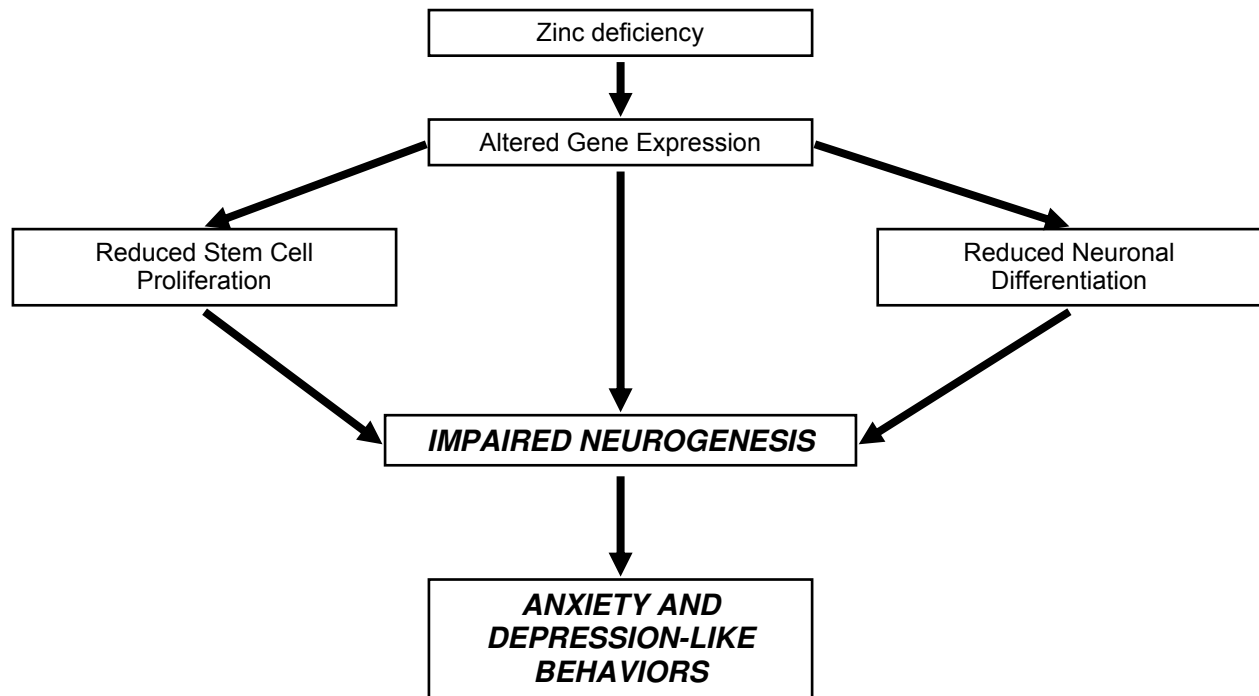 Zinc deficiency
Altered Gene Expression
Reduced Stem Cell
Proliferation
Reduced Neuronal
Differentiation
IMPAIRED NEUROGENESIS
ANXIETY AND
DEPRESSION-LIKE
BEHAVIORS